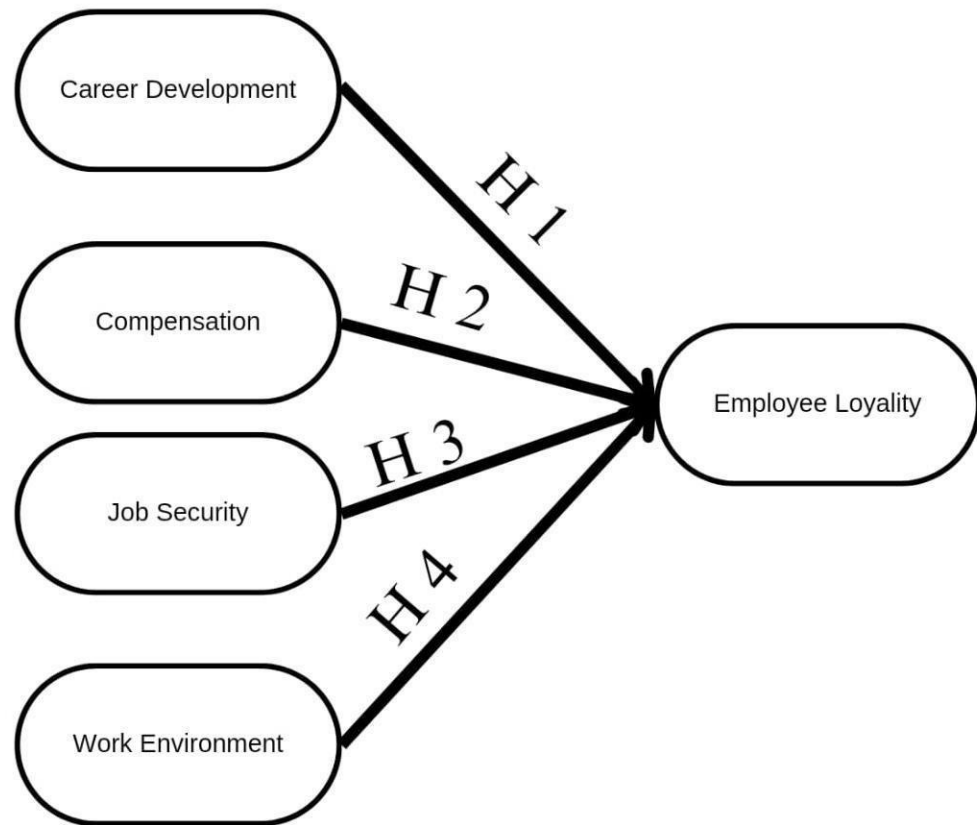 Career Development
H 1
Compensation
H 2
Employee Loyality
Job Security
H 3
H 4
Work Environment